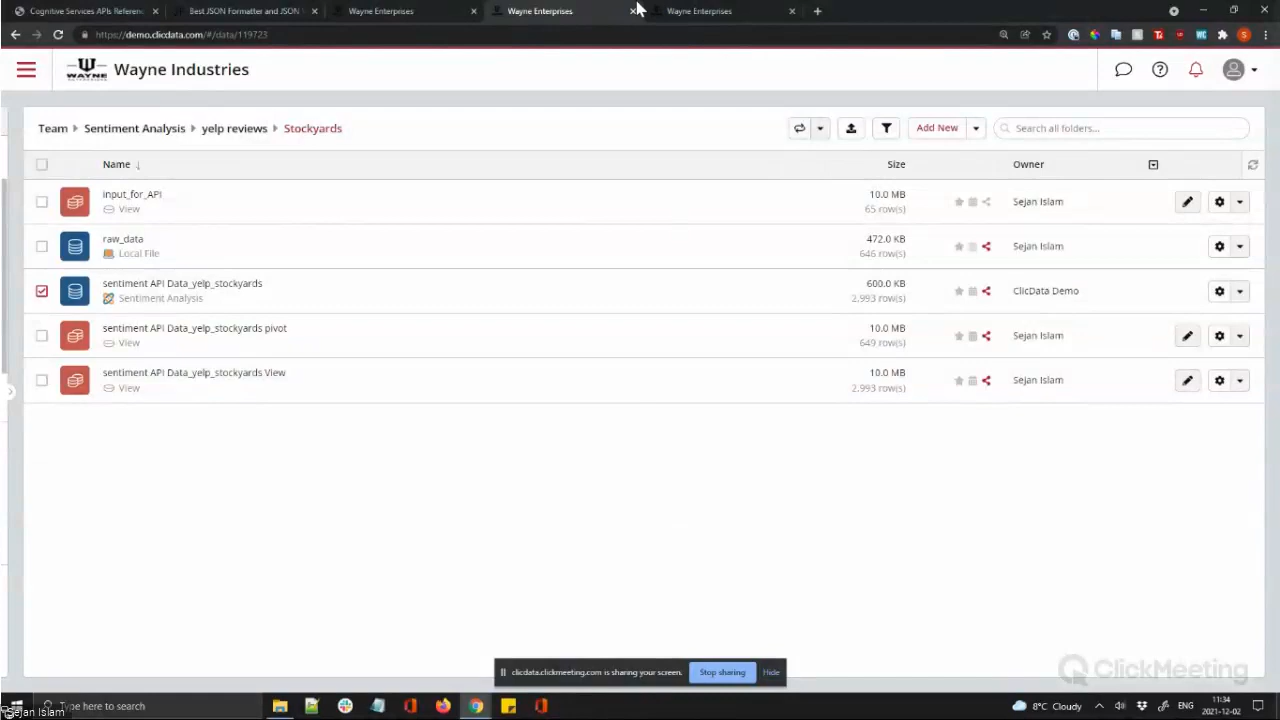 Cognitive Services APIs Referenc
Best JSON Formatter and JSON
Wayne Enterprises
Wayne Enterprises
Wayne Enterprises
https://demo.clicdata.com/#/data/119723
WAYNE
Wayne Industries
Team
Sentiment Analysis
yelp reviews
Stockyards
Add New
Search all folders...
Name
Size
Owner
input_for_API
View
10.0 MB
65 row(s)
Sejan Islam
raw_data
Local File
472.0 KB
646 row(s)
Sejan Islam
sentiment API Data_yelp_stockyards
Sentiment Analysis
600.0 KB
2,993 row(s)
ClicData Demo
sentiment API Data_yelp_stockyards pivot
View
10.0 MB
649 row(s)
Sejan Islam
sentiment API Data_yelp_stockyards View
View
10.0 MB
2,993 row(s)
Sejan Islam
clicdata.clickmeeting.com is sharing your screen.
Stop sharing
Hide
ClickMeeting
Type here to search
Sejan Islam
8°C Cloudy
ENG
11:34
2021-12-02